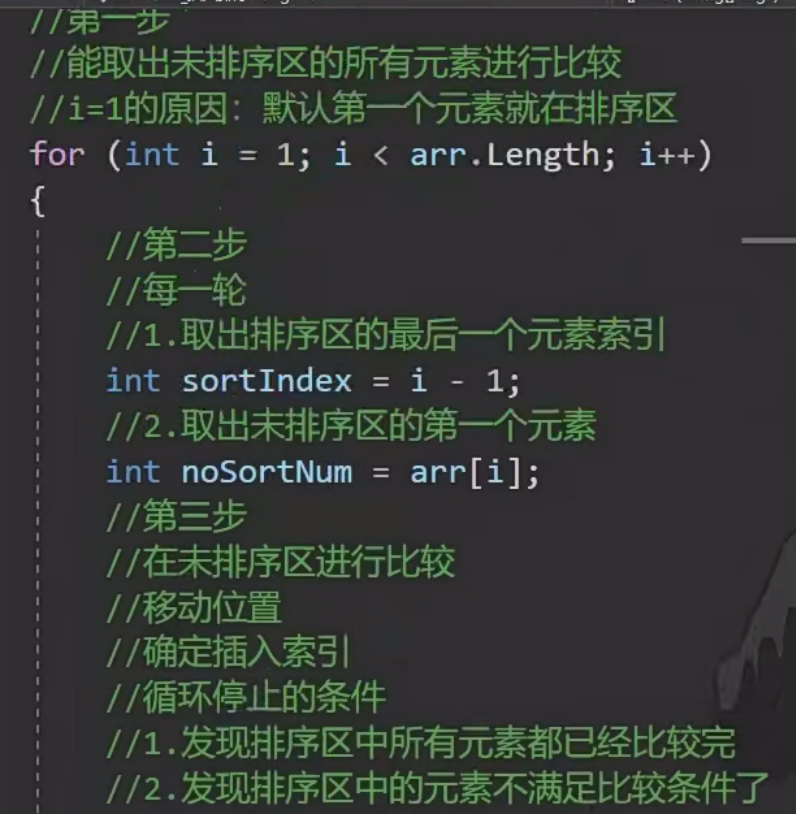 //第一步
//能取出未排序区的所有元素进行比较
//i=1的原因：默认第一个元素就在排序区
for (int i = 1; i < arr.Length; i++)
{
//第二步
//每一轮
//1.取出排序区的最后一个元素索引
int sortIndex = i - 1;
//2.取出未排序区的第一个元素
int noSortNum = arr[i];
//第三步
//在未排序区进行比较
//移动位置
//确定插入索引
//循环停止的条件
//1.发现排序区中所有元素都已经比较完
//2.发现排序区中的元素不满足比较条件了